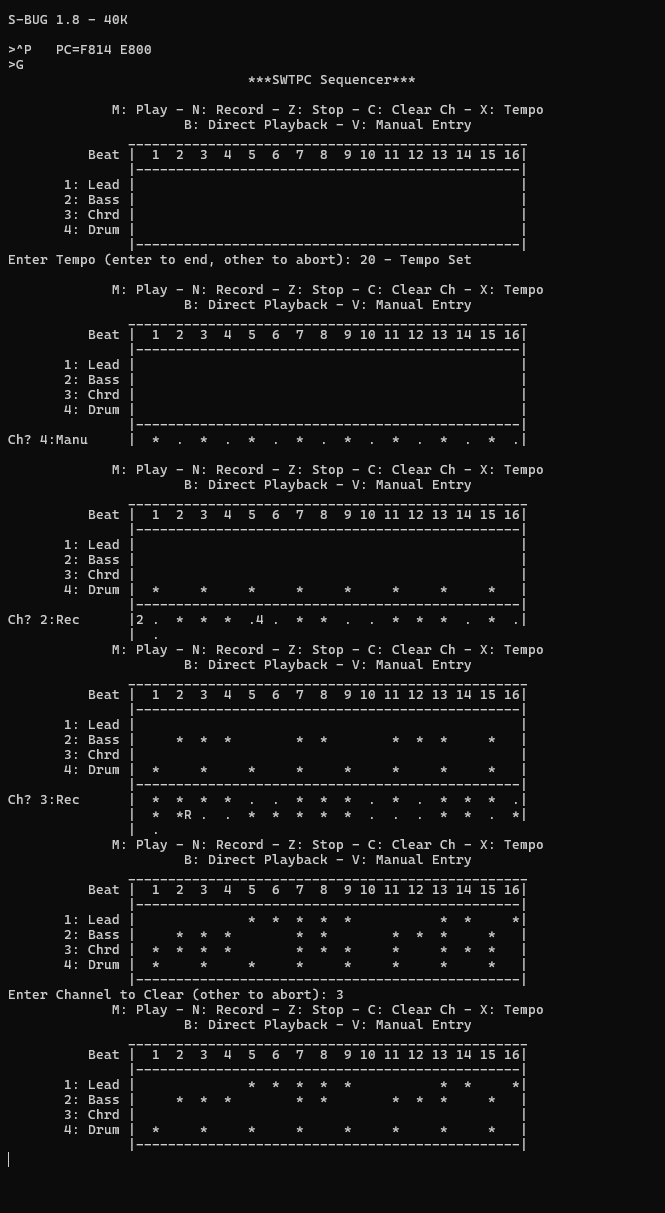 S-BUG 1.8 - 40K

>^P   PC=F814 E800
>G
                              ***SWTPC Sequencer***

             M: Play - N: Record - Z: Stop - C: Clear Ch - X: Tempo
                      B: Direct Playback - V: Manual Entry
               __________________________________________________
          Beat |  1  2  3  4  5  6  7  8  9 10 11 12 13 14 15 16|
               |------------------------------------------------|
       1: Lead |                                                |
       2: Bass |                                                |
       3: Chrd |                                                |
       4: Drum |                                                |
               |------------------------------------------------|
Enter Tempo (enter to end, other to abort): 20 - Tempo Set

             M: Play - N: Record - Z: Stop - C: Clear Ch - X: Tempo
                      B: Direct Playback - V: Manual Entry
               __________________________________________________
          Beat |  1  2  3  4  5  6  7  8  9 10 11 12 13 14 15 16|
               |------------------------------------------------|
       1: Lead |                                                |
       2: Bass |                                                |
       3: Chrd |                                                |
       4: Drum |                                                |
               |------------------------------------------------|
Ch? 4:Manu     |  *  .  *  .  *  .  *  .  *  .  *  .  *  .  *  .|

             M: Play - N: Record - Z: Stop - C: Clear Ch - X: Tempo
                      B: Direct Playback - V: Manual Entry
               __________________________________________________
          Beat |  1  2  3  4  5  6  7  8  9 10 11 12 13 14 15 16|
               |------------------------------------------------|
       1: Lead |                                                |
       2: Bass |                                                |
       3: Chrd |                                                |
       4: Drum |  *     *     *     *     *     *     *     *   |
               |------------------------------------------------|
Ch? 2:Rec      |2 .  *  *  *  .4 .  *  *  .  .  *  *  *  .  *  .|
               |  .
             M: Play - N: Record - Z: Stop - C: Clear Ch - X: Tempo
                      B: Direct Playback - V: Manual Entry
               __________________________________________________
          Beat |  1  2  3  4  5  6  7  8  9 10 11 12 13 14 15 16|
               |------------------------------------------------|
       1: Lead |                                                |
       2: Bass |     *  *  *        *  *        *  *  *     *   |
       3: Chrd |                                                |
       4: Drum |  *     *     *     *     *     *     *     *   |
               |------------------------------------------------|
Ch? 3:Rec      |  *  *  *  *  .  .  *  *  *  .  *  .  *  *  *  .|
               |  *  *R .  .  *  *  *  *  *  .  .  .  *  *  .  *|
               |  .
             M: Play - N: Record - Z: Stop - C: Clear Ch - X: Tempo
                      B: Direct Playback - V: Manual Entry
               __________________________________________________
          Beat |  1  2  3  4  5  6  7  8  9 10 11 12 13 14 15 16|
               |------------------------------------------------|
       1: Lead |              *  *  *  *  *           *  *     *|
       2: Bass |     *  *  *        *  *        *  *  *     *   |
       3: Chrd |  *  *  *  *        *  *  *     *     *  *  *   |
       4: Drum |  *     *     *     *     *     *     *     *   |
               |------------------------------------------------|
Enter Channel to Clear (other to abort): 3
             M: Play - N: Record - Z: Stop - C: Clear Ch - X: Tempo
                      B: Direct Playback - V: Manual Entry
               __________________________________________________
          Beat |  1  2  3  4  5  6  7  8  9 10 11 12 13 14 15 16|
               |------------------------------------------------|
       1: Lead |              *  *  *  *  *           *  *     *|
       2: Bass |     *  *  *        *  *        *  *  *     *   |
       3: Chrd |                                                |
       4: Drum |  *     *     *     *     *     *     *     *   |
               |------------------------------------------------|